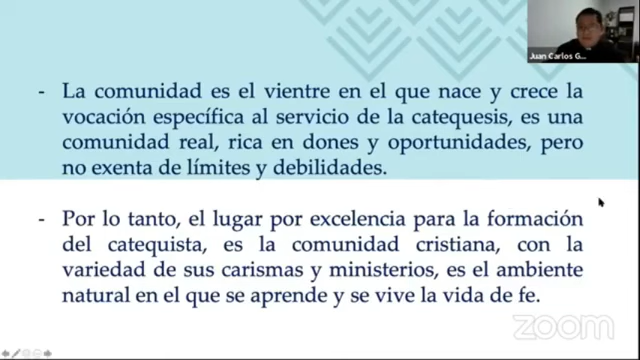 Juan Carlos G...
- La comunidad es el vientre en el que nace y crece la
vocación específica al servicio de la catequesis, es una
comunidad real, rica en dones y oportunidades, pero
no exenta de límites y debilidades.
- Por lo tanto, el lugar por excelencia para la formación
del catequista, es la comunidad cristiana, con la
variedad de sus carismas y ministerios, es el ambiente
natural en el que se aprende y se vive la vida de fe.
zoom